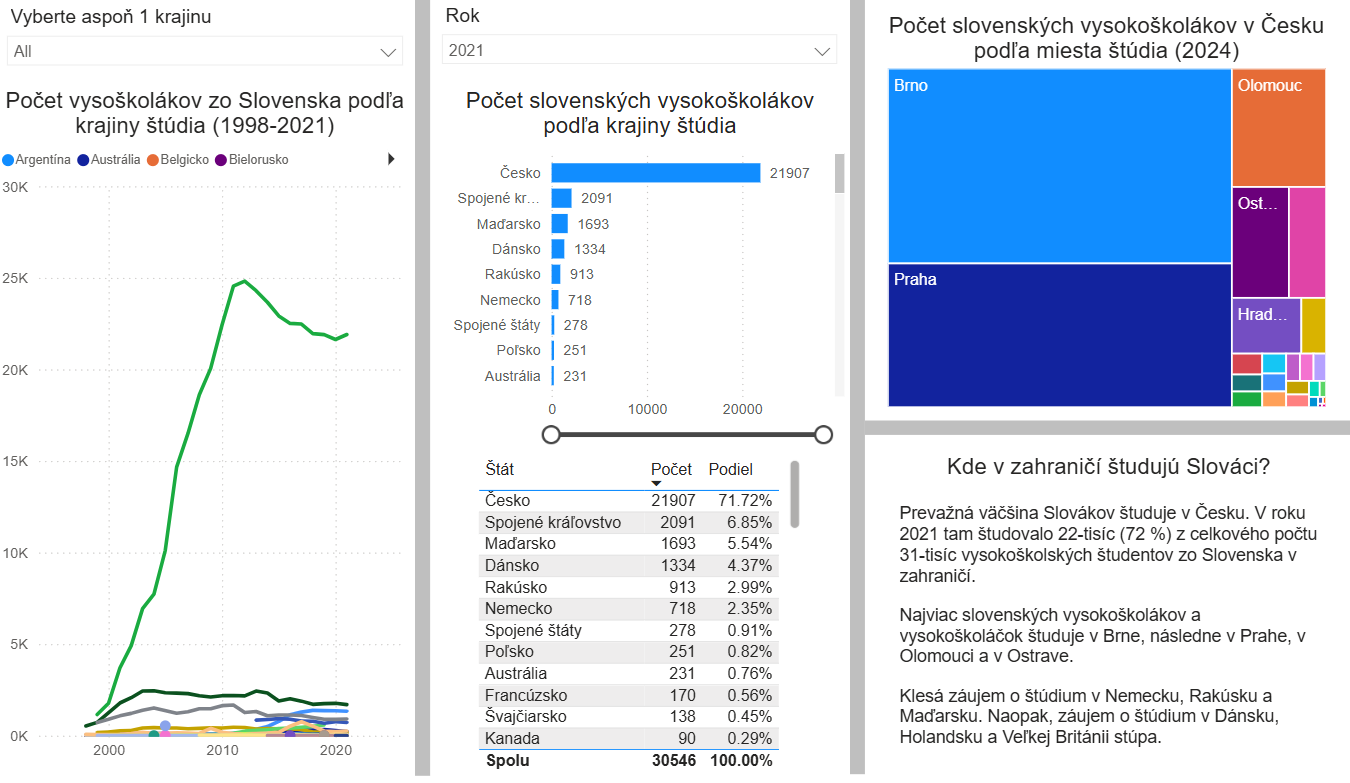 Vyberte aspoň 1 krajinu
All
Počet vysoškolákov zo Slovenska podľa
krajiny štúdia (1998-2021)
Argentína Austrália Belgicko Bielorusko
30K
25K
20K
15K
10K
5K
0K
2000 2010 2020
Rok
2021
Počet slovenských vysokoškolákov
podľa krajiny štúdia
Česko 21907
Spojené kr... 2091
Maďarsko 1693
Dánsko 1334
Rakúsko 913
Nemecko 718
Spojené štáty 278
Poľsko 251
Austrália 231
0 10000 20000
Štát Počet Podiel
Česko 21907 71.72%
Spojené kráľovstvo 2091 6.85%
Maďarsko 1693 5.54%
Dánsko 1334 4.37%
Rakúsko 913 2.99%
Nemecko 718 2.35%
Spojené štáty 278 0.91%
Poľsko 251 0.82%
Austrália 231 0.76%
Francúzsko 170 0.56%
Švajčiarsko 138 0.45%
Kanada 90 0.29%
Spolu 30546 100.00%
Počet slovenských vysokoškolákov v Česku
podľa miesta štúdia (2024)
Brno
Olomouc
Ost...
Praha
Hrad...
Kde v zahraničí študujú Slováci?
Prevažná väčšina Slovákov študuje v Česku. V roku
2021 tam študovalo 22-tisíc (72 %) z celkového počtu
31-tisíc vysokoškolských študentov zo Slovenska v
zahraničí.
Najviac slovenských vysokoškolákov a
vysokoškoláčok študuje v Brne, následne v Prahe, v
Olomouci a v Ostrave.
Klesá záujem o štúdium v Nemecku, Rakúsku a
Maďarsku. Naopak, záujem o štúdium v Dánsku,
Holandsku a Veľkej Británii stúpa.